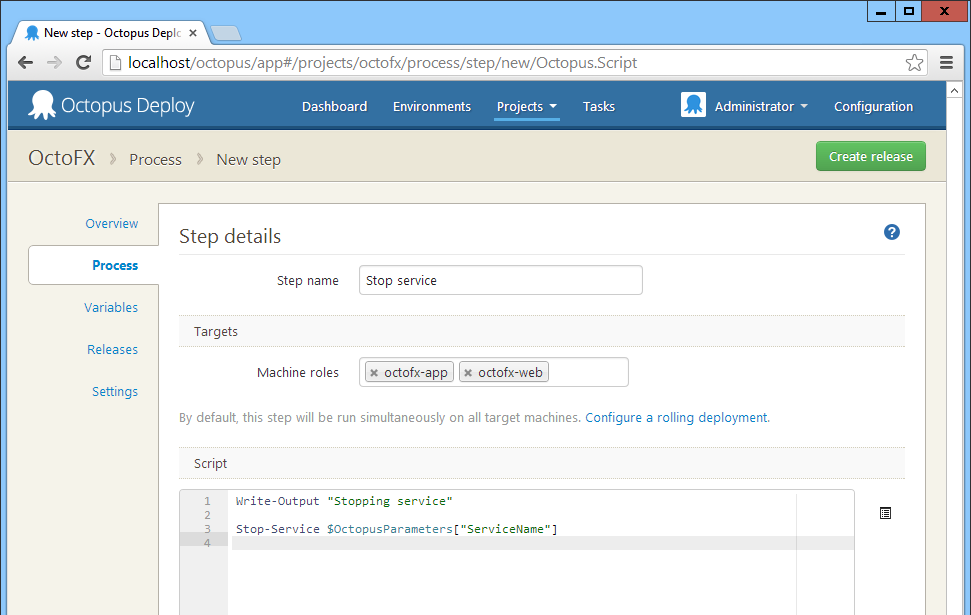 New step - Octopus Deplc
localhost/octopus/app#/projects/octofx/process/step/new/Octopus.Script
Octopus Deploy Dashboard Environments Projects Tasks Administrator Configuration
OctoFX Process New step Create release
Overview
Process
Variables
Releases
Settings
Step details ?
Step name Stop service
Targets
Machine roles × octofx-app × octofx-web
By default, this step will be run simultaneously on all target machines. Configure a rolling deployment.
Script
1 Write-Output "Stopping service"
2
3 Stop-Service $OctopusParameters["ServiceName"]
4